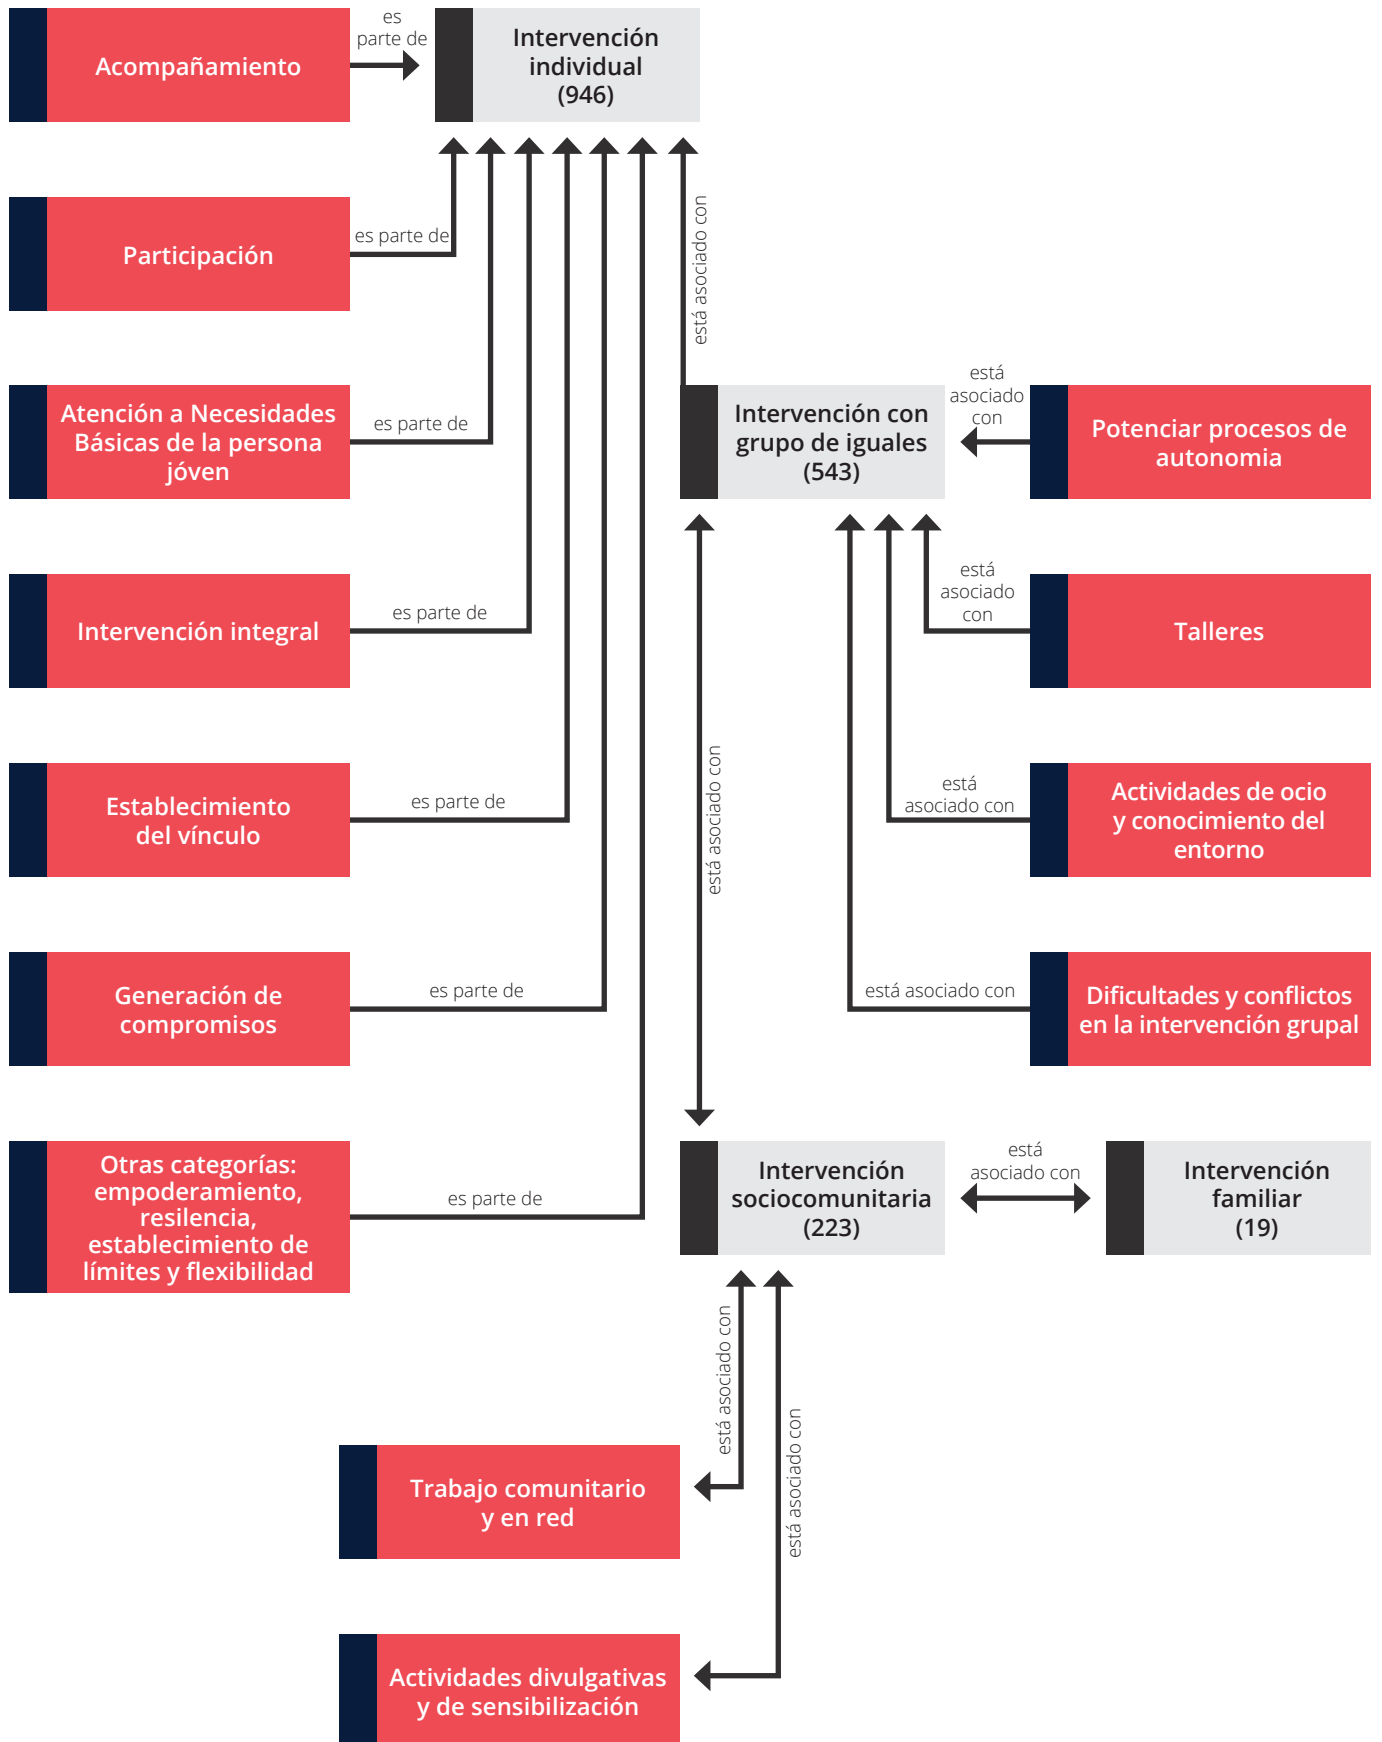 es
parte de
Acompañamiento
Intervención
individual
(946)
Participación
es parte de
está asociado con
Atención a Necesidades
Básicas de la persona
jóven
es parte de
Intervención con
grupo de iguales
(543)
está
asociado
con
Potenciar procesos de
autonomia
Intervención integral
es parte de
está
asociado
con
Talleres
Establecimiento
del vínculo
es parte de
está asociado con
está
asociado con
Actividades de ocio
y conocimiento del
entorno
Generación de
compromisos
es parte de
está asociado con
Dificultades y conflictos
en la intervención grupal
Otras categorías:
empoderamiento,
resilencia,
establecimiento de
límites y flexibilidad
es parte de
Intervención
sociocomunitaria
(223)
está
asociado con
Intervención
familiar
(19)
está asociado con
está asociado con
Trabajo comunitario
y en red
Actividades divulgativas
y de sensibilización